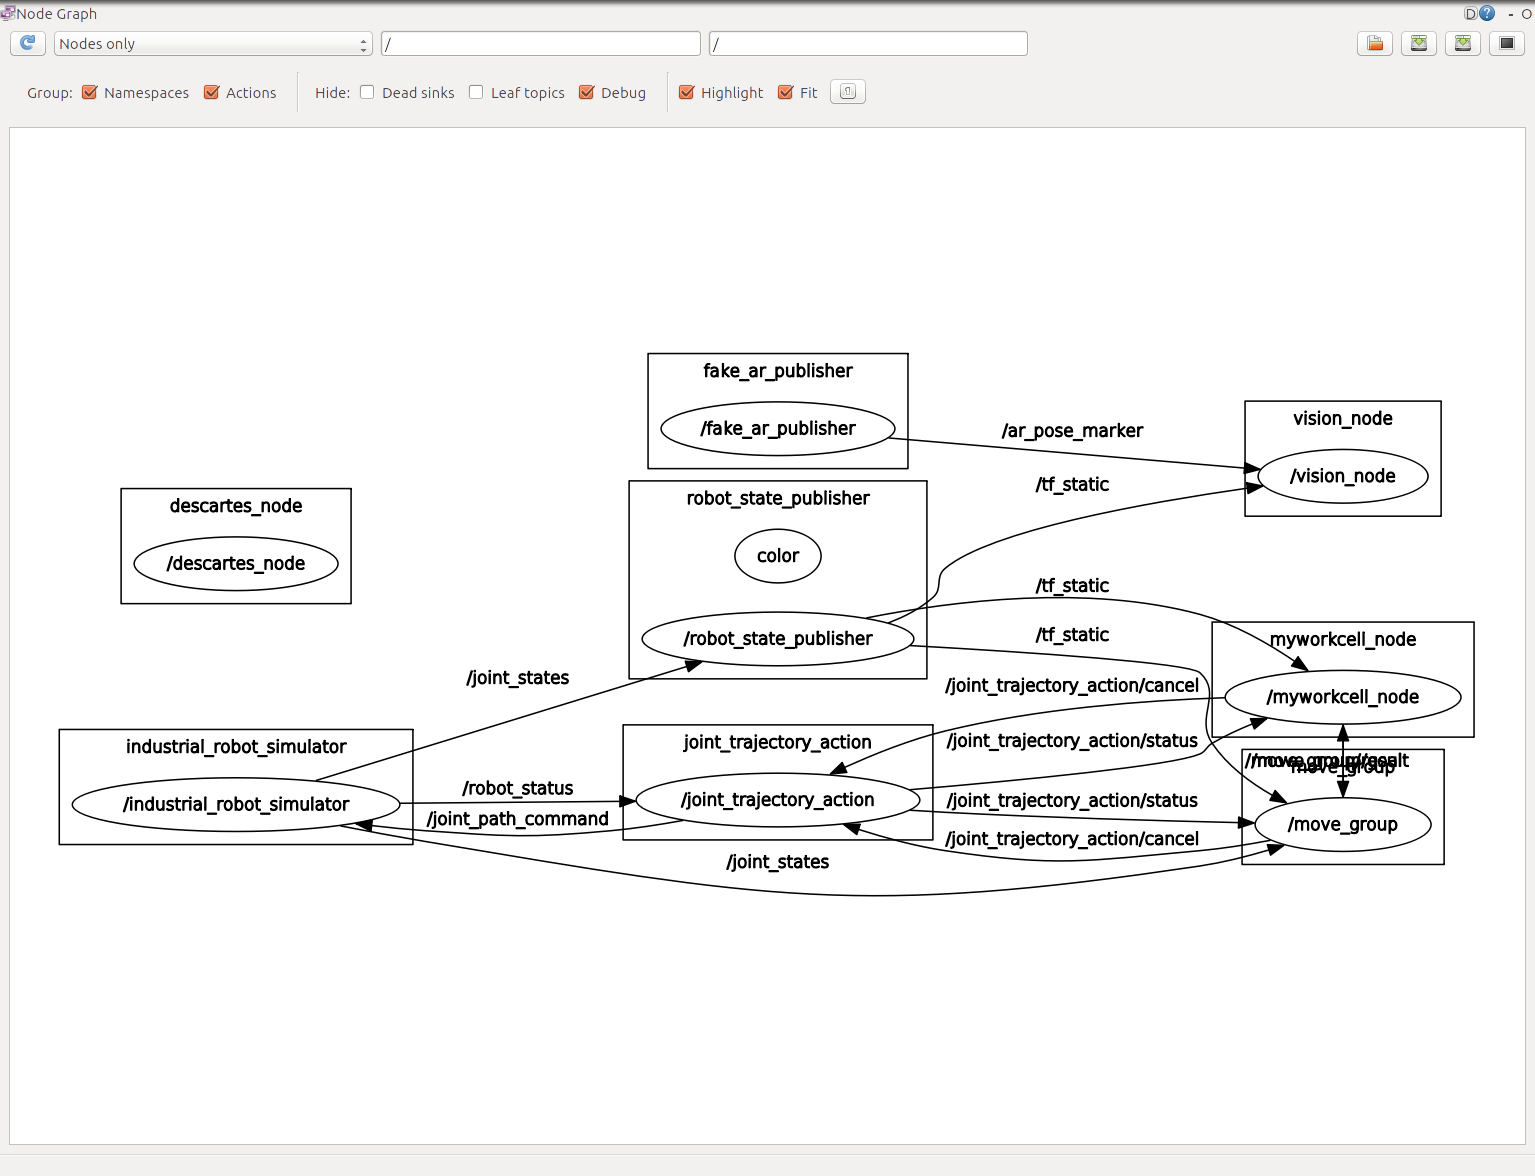 Node Graph
D ? - O
Nodes only
/
/
Group: Namespaces Actions Hide: Dead sinks Leaf topics Debug Highlight Fit
fake_ar_publisher
/fake_ar_publisher
/ar_pose_marker
vision_node
/vision_node
/tf_static
descartes_node
/descartes_node
robot_state_publisher
color
/robot_state_publisher
/tf_static
/tf_static
myworkcell_node
/myworkcell_node
/joint_states
/joint_trajectory_action/cancel
industrial_robot_simulator
/industrial_robot_simulator
joint_trajectory_action
/joint_trajectory_action
/joint_trajectory_action/status
/robot_status
/joint_path_command
/joint_trajectory_action/status
/joint_trajectory_action/cancel
move_group
/move_group
/joint_states